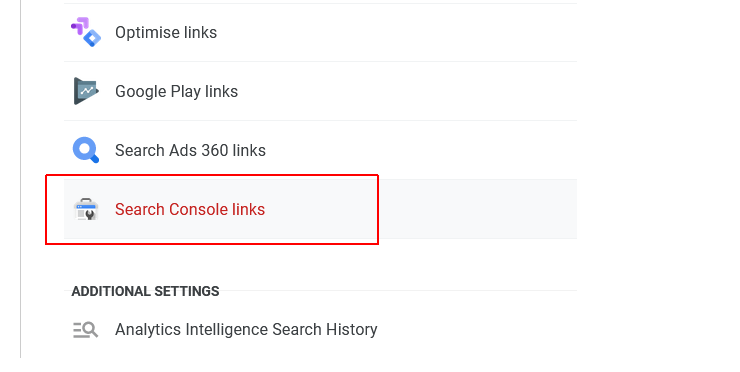 Optimise links
Google Play links
Search Ads 360 links
Search Console links
ADDITIONAL SETTINGS
Analytics Intelligence Search History